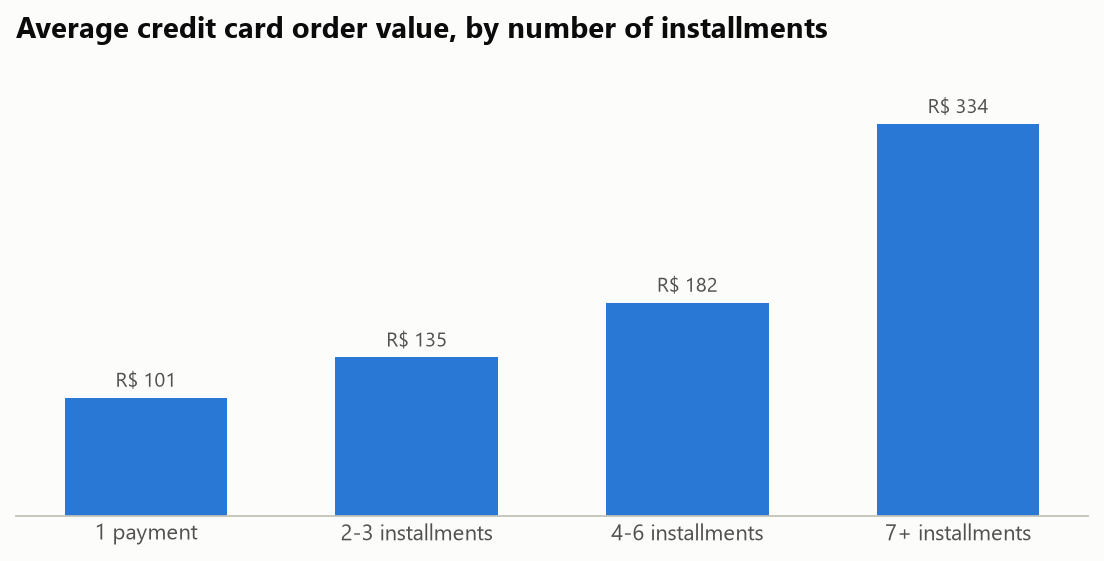 Average credit card order value, by number of installments
R$ 334
R$ 182
R$ 135
R$ 101
1 payment
2-3 installments
4-6 installments
7+ installments